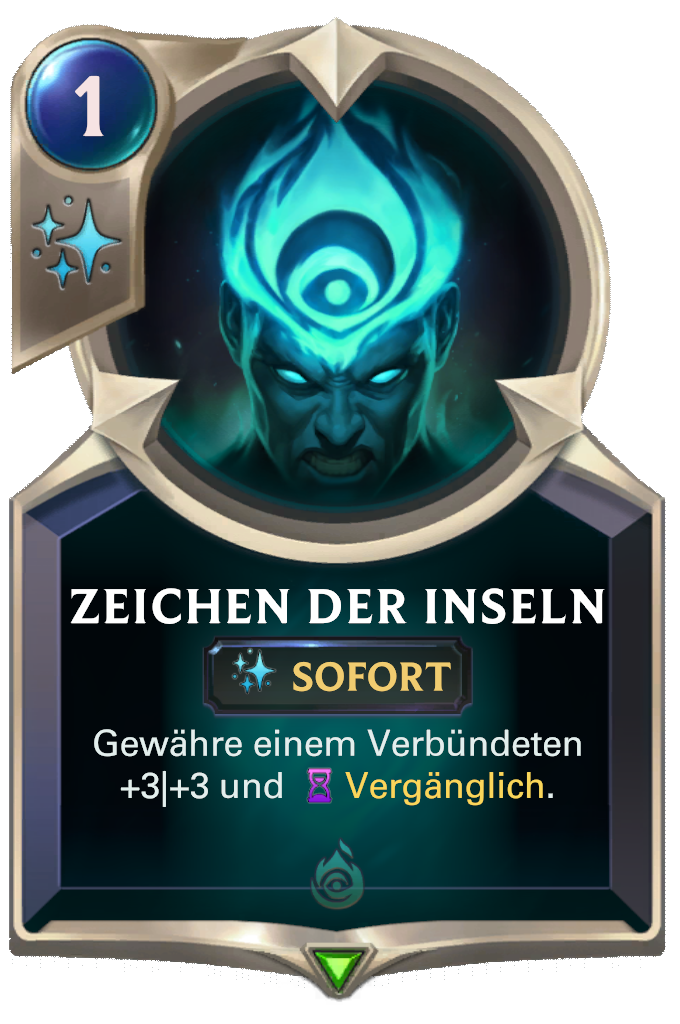 1
ZEICHEN DER INSELN
SOFORT
Gewähre einem Verbündeten
+3|+3 und Vergänglich.